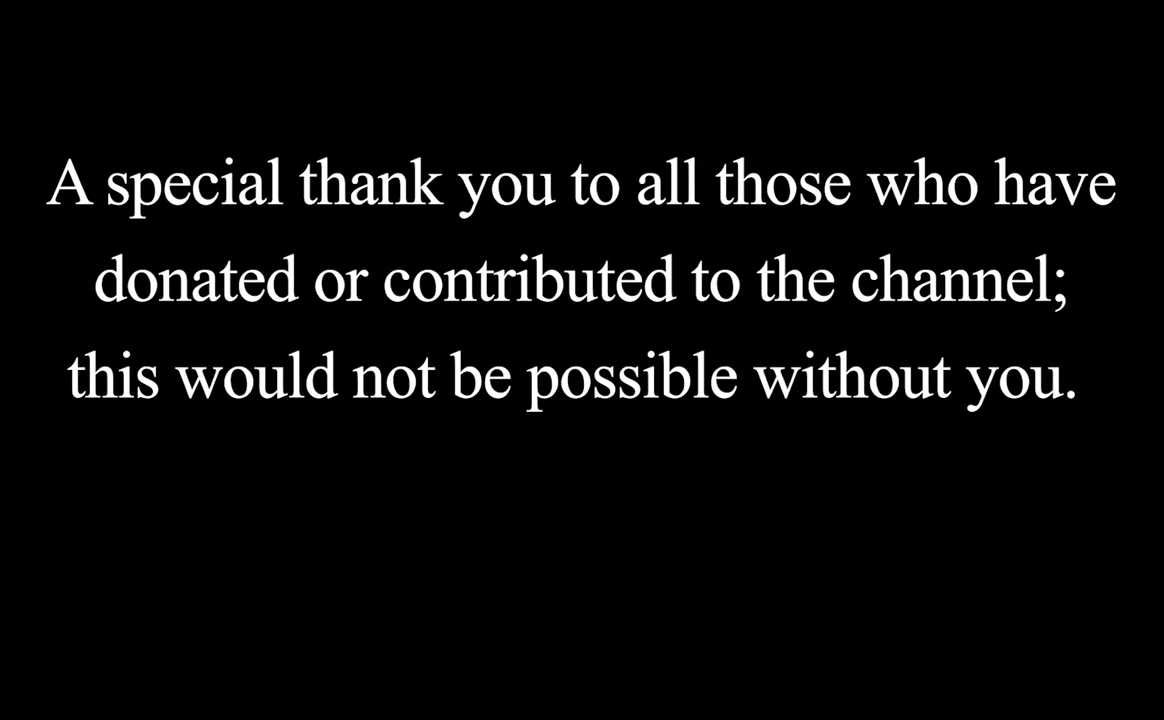 A special thank you to all those who have
donated or contributed to the channel;
this would not be possible without you.